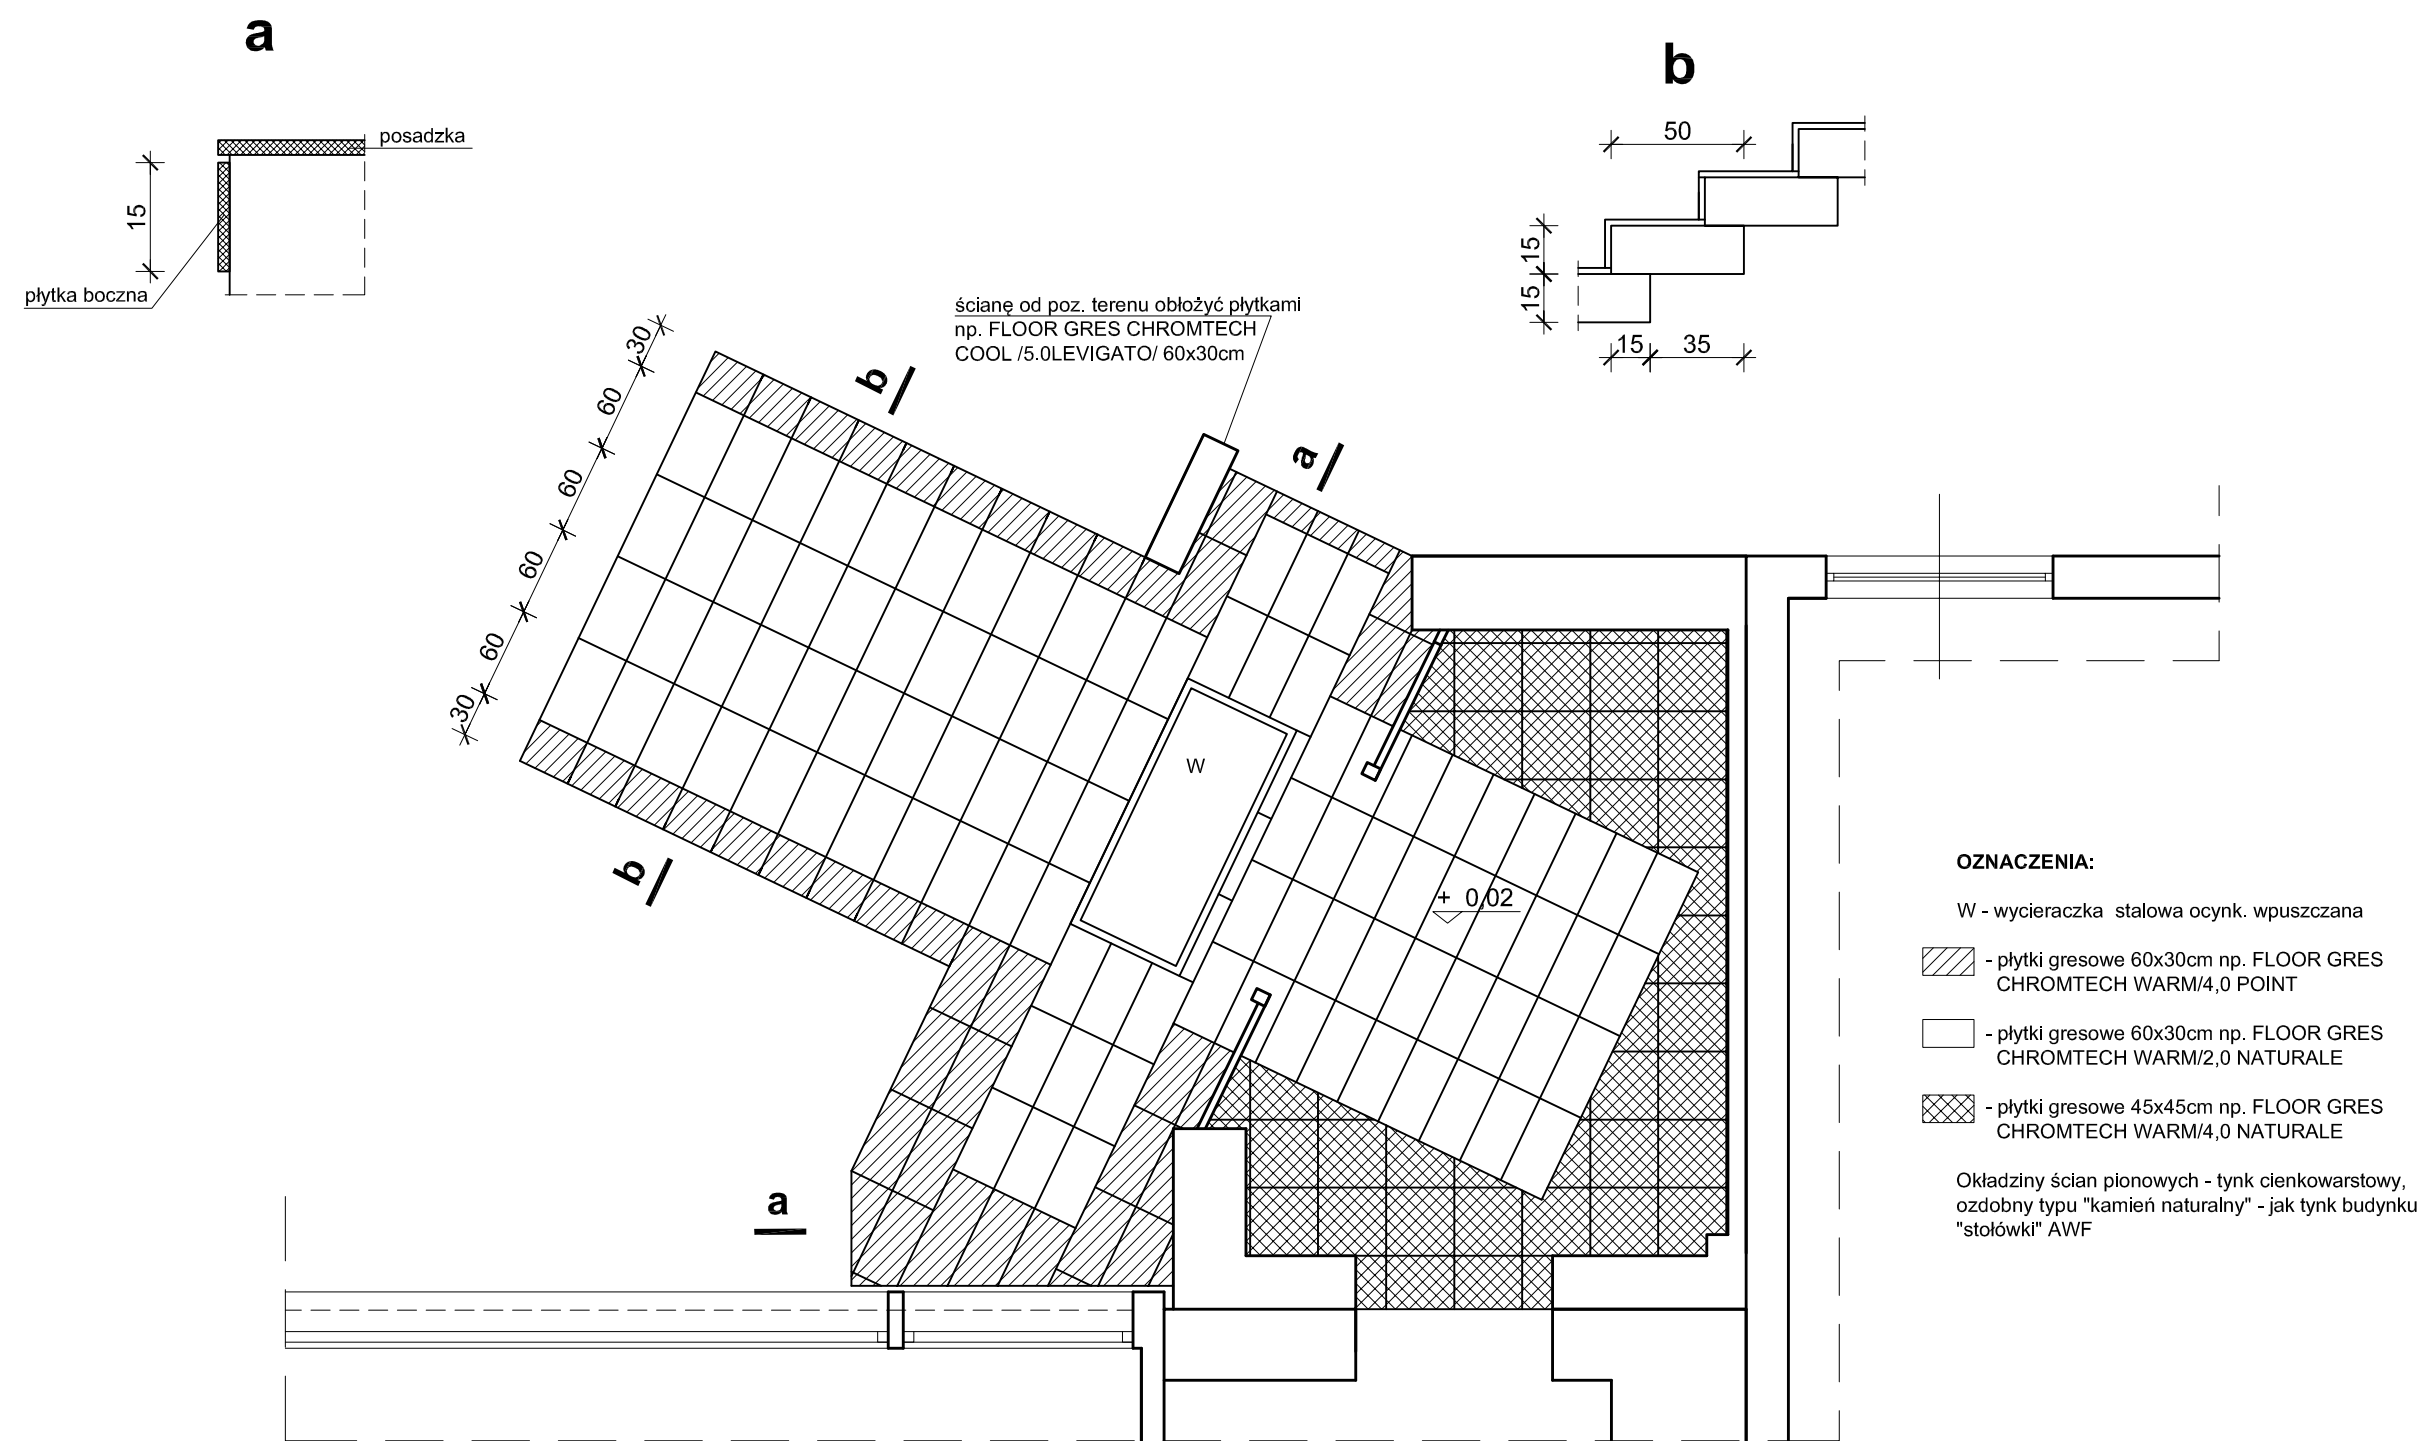 a
posadzka
15
płytka boczna
b
50
15
15
15
35
ścianę od poz. terenu obłożyć płytkami
np. FLOOR GRES CHROMTECH
COOL /5.0LEVIGATO/ 60x30cm
30
60
60
60
60
30
b
a
W
b
+ 0,02
a
OZNACZENIA:
W - wycieraczka stalowa ocynk. wpuszczana
- płytki gresowe 60x30cm np. FLOOR GRES
CHROMTECH WARM/4,0 POINT
- płytki gresowe 60x30cm np. FLOOR GRES
CHROMTECH WARM/2,0 NATURALE
- płytki gresowe 45x45cm np. FLOOR GRES
CHROMTECH WARM/4,0 NATURALE
Okładziny ścian pionowych - tynk cienkowarstowy,
ozdobny typu "kamień naturalny" - jak tynk budynku
"stołówki" AWF